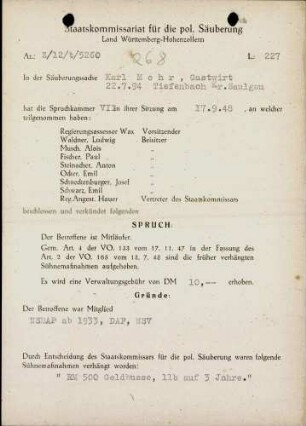 Staatskommissariat für die pol. Säuberung
Land Württemberg-Hohenzollern
Az.: Z/12/t/5260 268 L: 227
In der Säuberungssache Karl Mohr, Gastwirt
22.7.94 Tiefenbach Kr.Saulgau
hat die Spruchkammer VIIa in ihrer Sitzung am 17.9.48, an welcher
teilgenommen haben:
Regierungsassessor Wax Vorsitzender
Waldner, Ludwig Beisitzer
Musch, Alois
Fischer, Paul
Steinacher, Anton
Oker, Emil
Schneckenburger, Josef
Schwarz, Emil
Reg.Angest. Hauer Vertreter des Staatskommissars
beschlossen und verkündet folgenden
SPRUCH:
Der Betroffene ist Mitläufer.
Gem. Art. 4 der VO. 133 vom 17. 11. 47 in der Fassung des
Art. 3 der VO. 165 vom 13. 7. 48 sind die früher verhängten
Sühnemaßnahmen aufgehoben.
Es wird eine Verwaltungsgebühr von DM 10,-- erhoben.
Gründe:
Der Betroffene war Mitglied
NSDAP ab 1933, DAF, NSV
Durch Entscheidung des Staatskommissars für die pol. Säuberung waren folgende
Sühnemaßnahmen verhängt worden:
" RM 500 Geldbusse, 11b auf 3 Jahre."